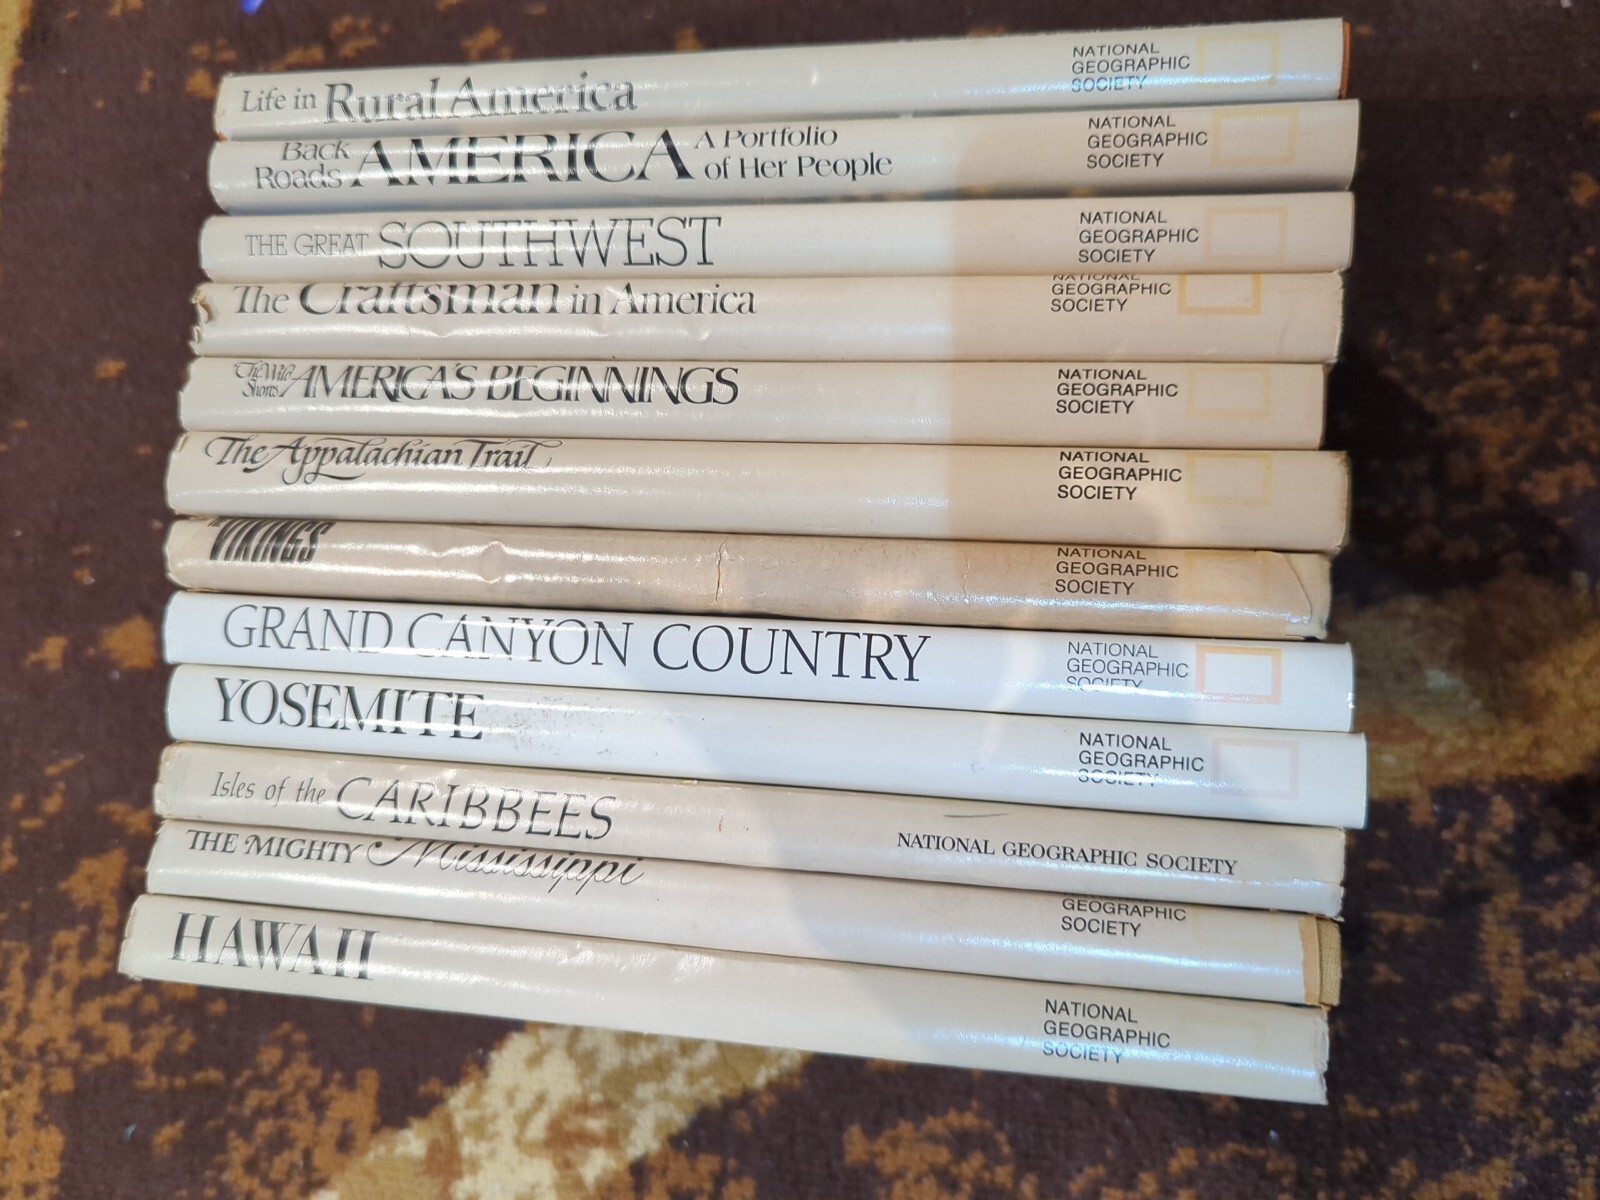 Life in Rural America
NATIONAL
GEOGRAPHIC
SOCIETY
Back
Roads
AMERICA
A Portfolio
of Her People
NATIONAL
GEOGRAPHIC
SOCIETY
THE GREAT SOUTHWEST
NATIONAL
GEOGRAPHIC
SOCIETY
The Craftsman in America
NATIONAL
GEOGRAPHIC
SOCIETY
The Wild
Shores
AMERICA'S BEGINNINGS
NATIONAL
GEOGRAPHIC
SOCIETY
The Appalachian Trail
NATIONAL
GEOGRAPHIC
SOCIETY
VIKINGS
NATIONAL
GEOGRAPHIC
SOCIETY
GRAND CANYON COUNTRY
NATIONAL
GEOGRAPHIC
SOCIETY
YOSEMITE
NATIONAL
GEOGRAPHIC
SOCIETY
Isles of the CARIBBEES
NATIONAL GEOGRAPHIC SOCIETY
THE MIGHTY Mississippi
GEOGRAPHIC
SOCIETY
HAWAII
NATIONAL
GEOGRAPHIC
SOCIETY